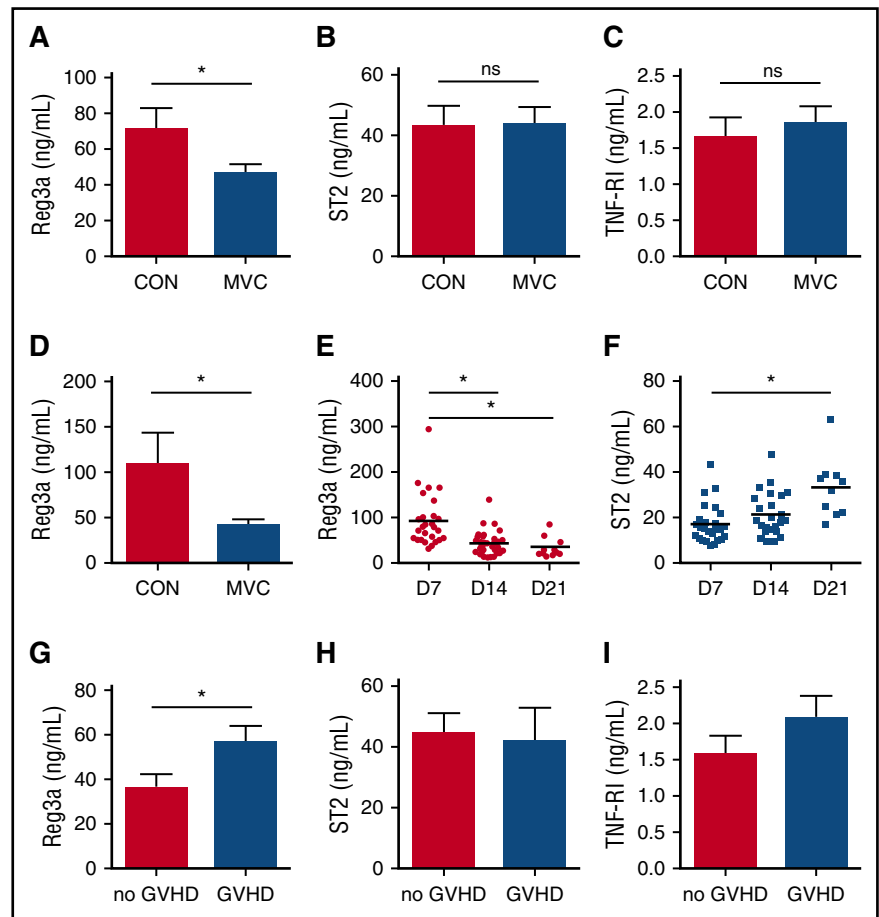 A
Reg3a (ng/mL)
100
80
60
40
20
0
*
CON MVC
B
ST2 (ng/mL)
60
40
20
0
ns
CON MVC
C
TNF-RI (ng/mL)
2.5
2.0
1.5
1.0
0.5
0.0
ns
CON MVC
D
Reg3a (ng/mL)
200
150
100
50
0
*
CON MVC
E
Reg3a (ng/mL)
400
300
200
100
0
*
*
D7 D14 D21
F
ST2 (ng/mL)
80
60
40
20
0
*
D7 D14 D21
G
Reg3a (ng/mL)
80
60
40
20
0
*
no GVHD GVHD
H
ST2 (ng/mL)
60
40
20
0
no GVHD GVHD
I
TNF-RI (ng/mL)
2.5
2.0
1.5
1.0
0.5
0.0
no GVHD GVHD